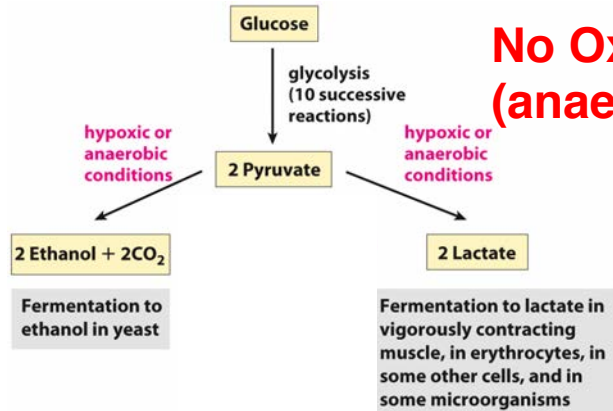 Glucose
No Ox
(anae
glycolysis
(10 successive
reactions)
hypoxic or
anaerobic
conditions
hypoxic or
anaerobic
conditions
2 Pyruvate
2 Ethanol + 2CO₂
2 Lactate
Fermentation to
ethanol in yeast
Fermentation to lactate in
vigorously contracting
muscle, in erythrocytes, in
some other cells, and in
some microorganisms